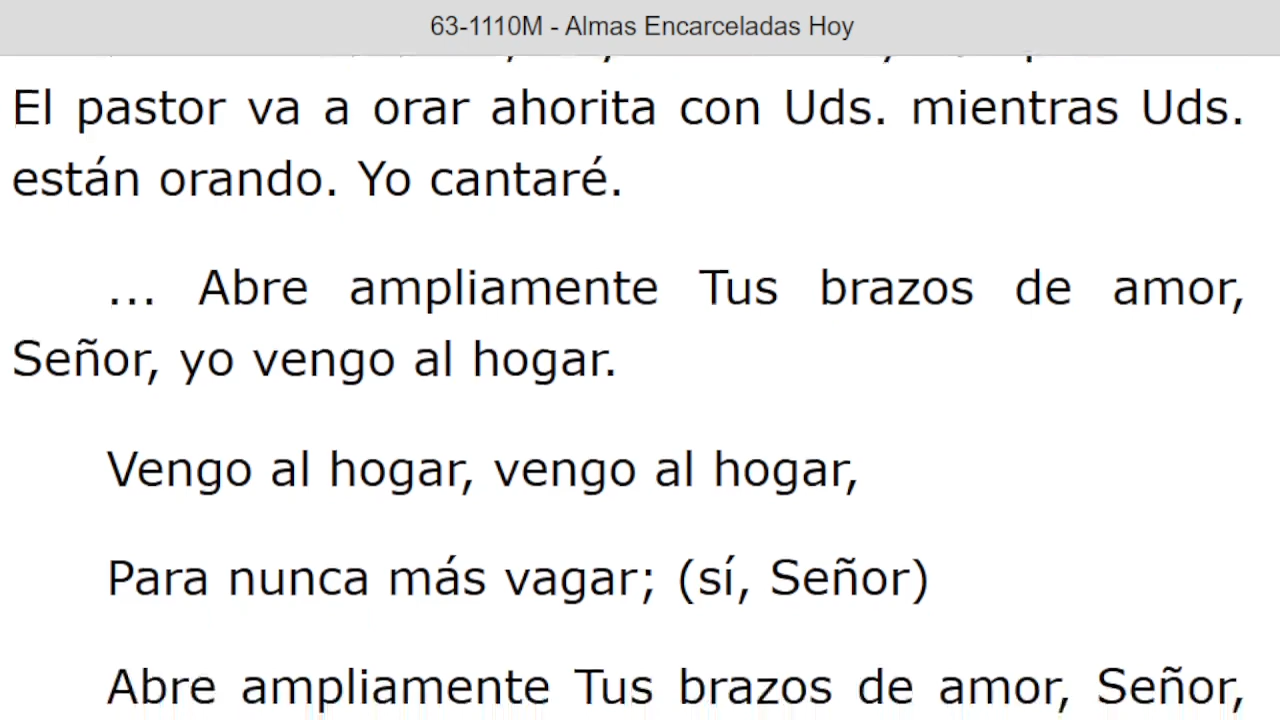 63-1110M - Almas Encarceladas Hoy
El pastor va a orar ahorita con Uds. mientras Uds.
están orando. Yo cantaré.
... Abre ampliamente Tus brazos de amor,
Señor, yo vengo al hogar.
Vengo al hogar, vengo al hogar,
Para nunca más vagar; (sí, Señor)
Abre ampliamente Tus brazos de amor, Señor,